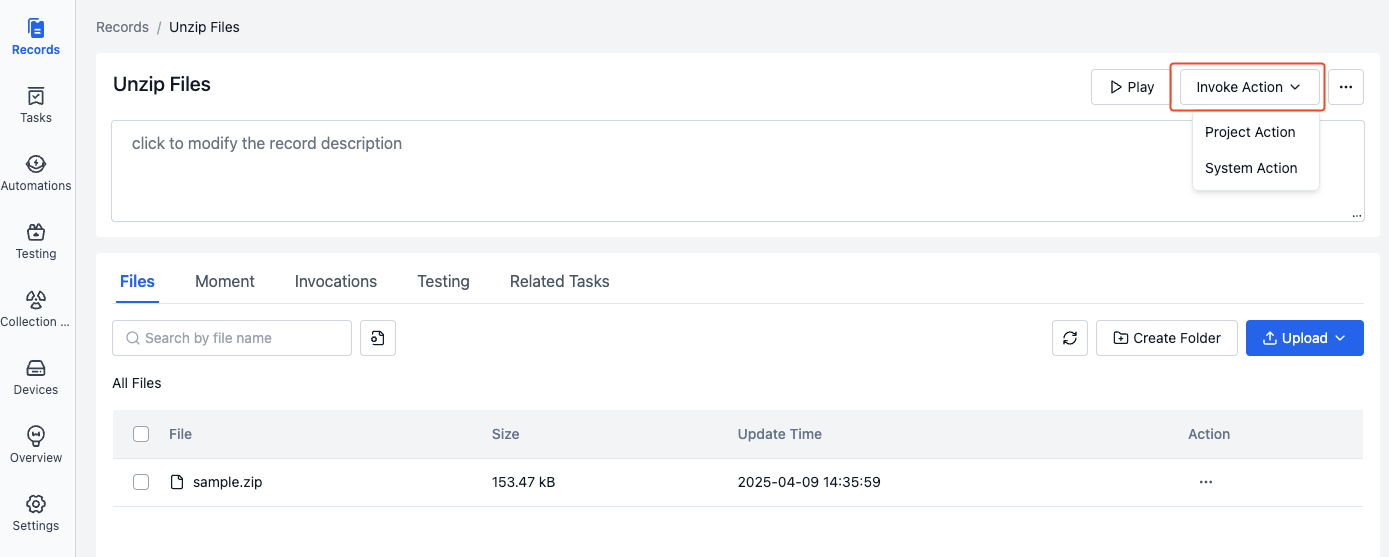 Records
Tasks
Automations
Testing
Collection ...
Devices
Overview
Settings
Records / Unzip Files
Unzip Files
Play
Invoke Action
...
Project Action
System Action
click to modify the record description
...
Files Moment Invocations Testing Related Tasks
Search by file name
Create Folder
Upload
All Files
File Size Update Time Action
sample.zip 153.47 kB 2025-04-09 14:35:59 ...